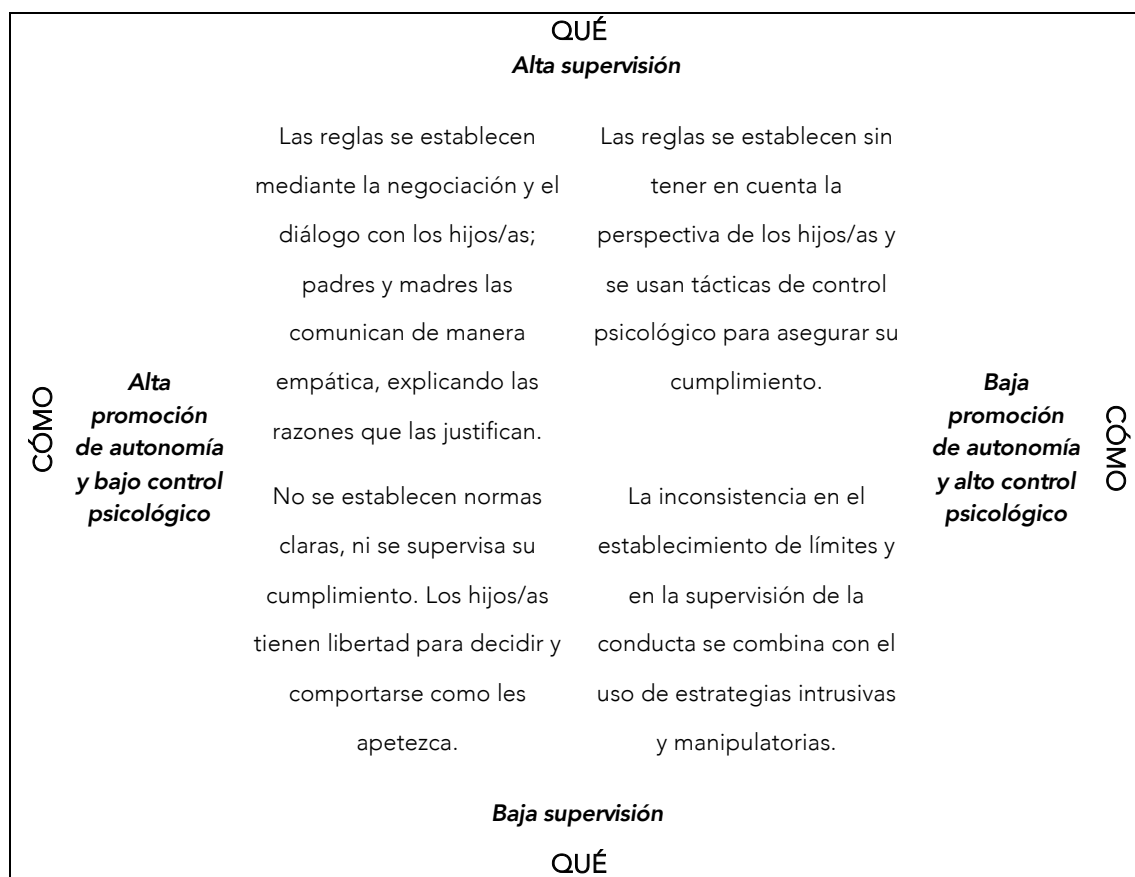 QUÉ
Alta supervisión
Las reglas se establecen
mediante la negociación y el
diálogo con los hijos/as;
padres y madres las
comunican de manera
empática, explicando las
razones que las justifican.
Las reglas se establecen sin
tener en cuenta la
perspectiva de los hijos/as y
se usan tácticas de control
psicológico para asegurar su
cumplimiento.
CÓMO
Alta
promoción
de autonomía
y bajo control
psicológico
Baja
promoción
de autonomía
y alto control
psicológico
CÓMO
No se establecen normas
claras, ni se supervisa su
cumplimiento. Los hijos/as
tienen libertad para decidir y
comportarse como les
apetezca.
La inconsistencia en el
establecimiento de límites y
en la supervisión de la
conducta se combina con el
uso de estrategias intrusivas
y manipulatorias.
Baja supervisión
QUÉ